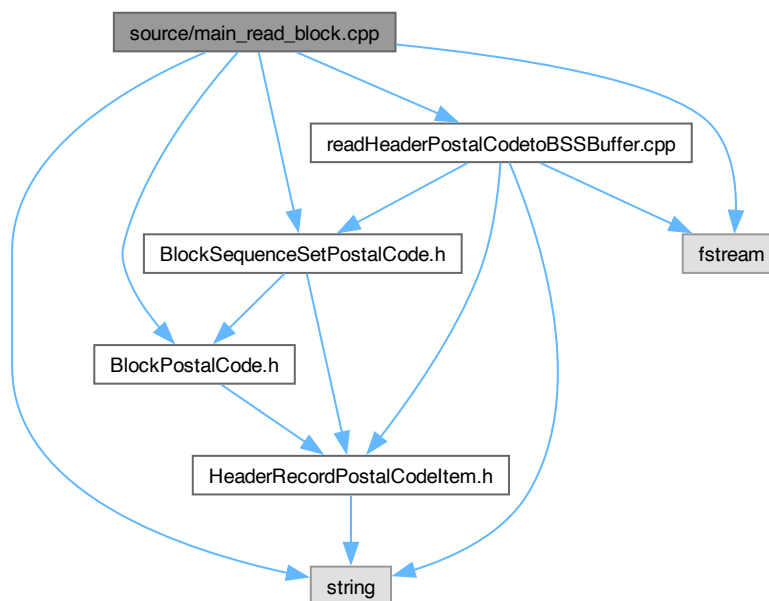 source/main_read_block.cpp
readHeaderPostalCodetoBSSBuffer.cpp
BlockSequenceSetPostalCode.h
fstream
BlockPostalCode.h
HeaderRecordPostalCodeItem.h
string